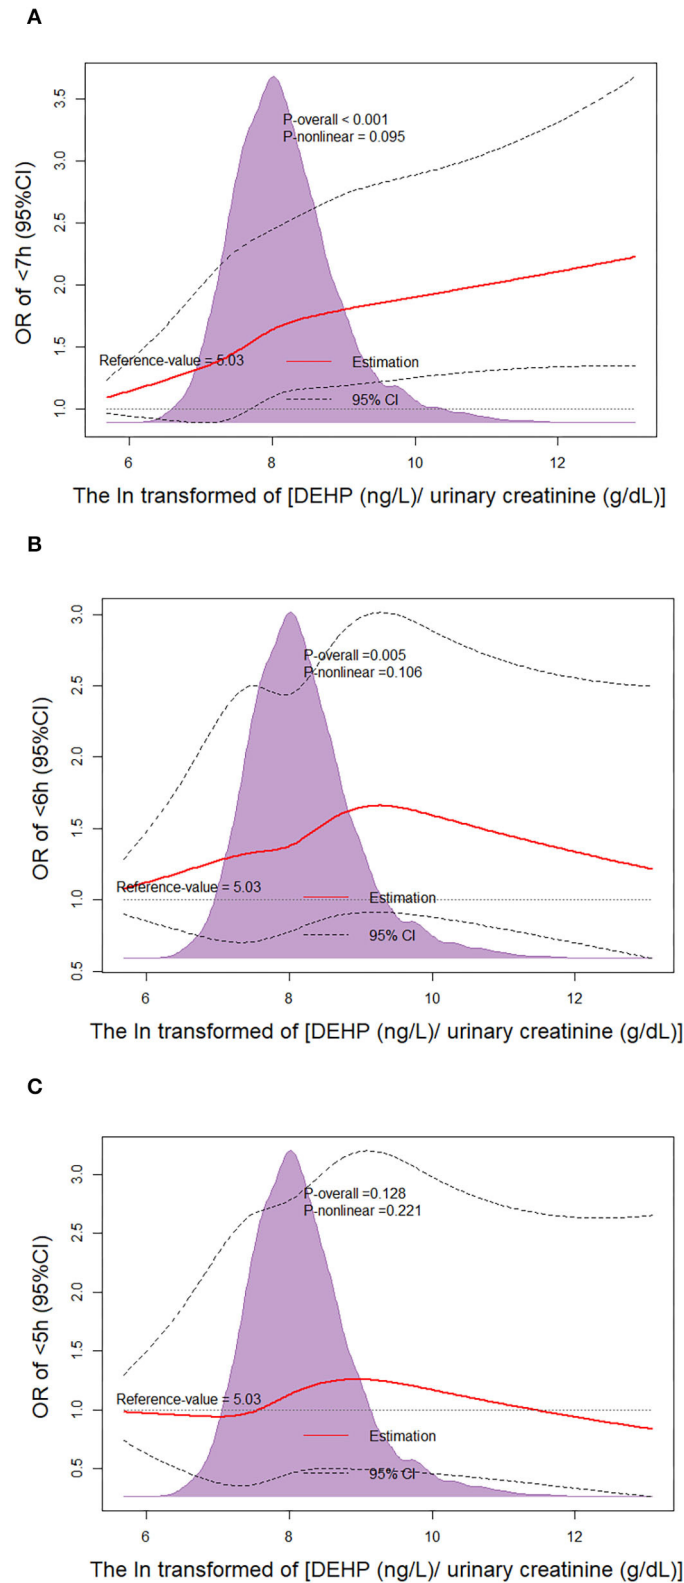 A
P-overall < 0.001
P-nonlinear = 0.095
Reference-value = 5.03
Estimation
95% CI
1.0 1.5 2.0 2.5 3.0 3.5
OR of <7h (95%CI)
6 8 10 12
The ln transformed of [DEHP (ng/L)/ urinary creatinine (g/dL)]
B
P-overall =0.005
P-nonlinear =0.106
Reference-value = 5.03
Estimation
95% CI
0.5 1.0 1.5 2.0 2.5 3.0
OR of <6h (95%CI)
6 8 10 12
The ln transformed of [DEHP (ng/L)/ urinary creatinine (g/dL)]
C
P-overall =0.128
P-nonlinear =0.221
Reference-value = 5.03
Estimation
95% CI
0.5 1.0 1.5 2.0 2.5 3.0
OR of <5h (95%CI)
6 8 10 12
The ln transformed of [DEHP (ng/L)/ urinary creatinine (g/dL)]